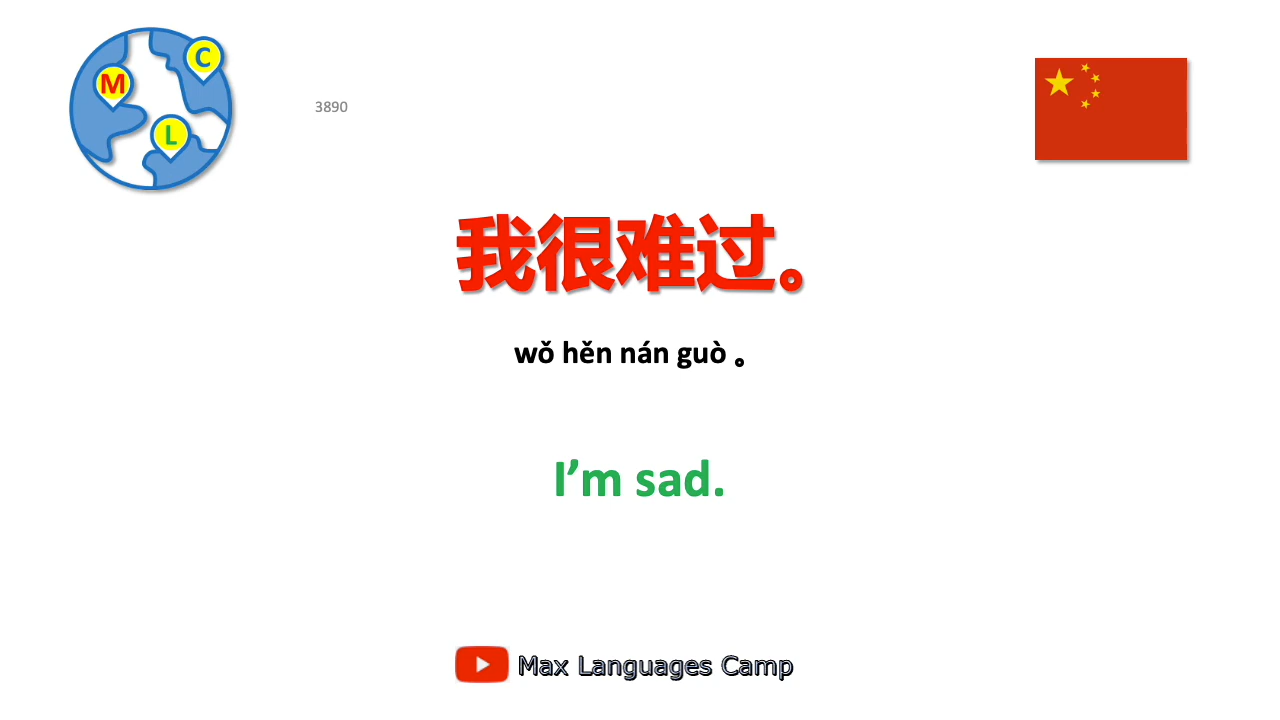 M
C
L
3890
我很难过。
wǒ hěn nán guò 。
I’m sad.
Max Languages Camp